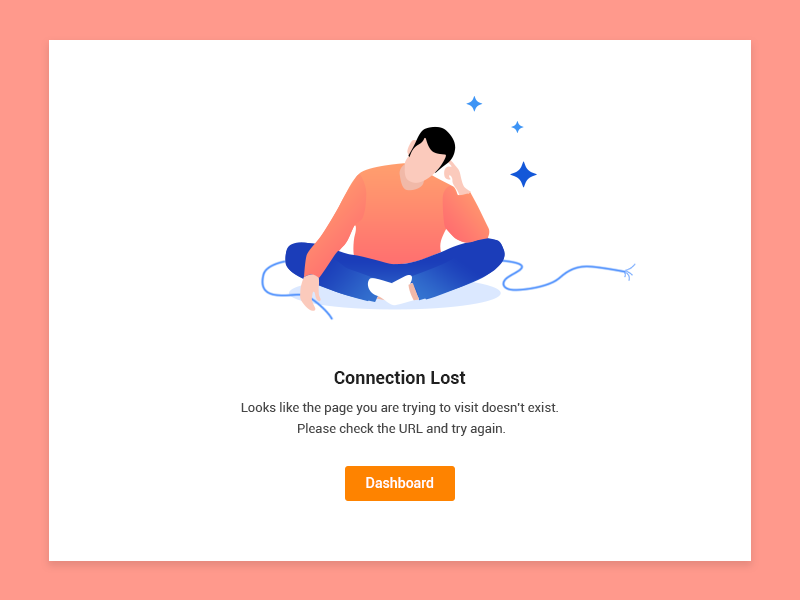 Connection Lost
Looks like the page you are trying to visit doesn't exist.
Please check the URL and try again.
Dashboard